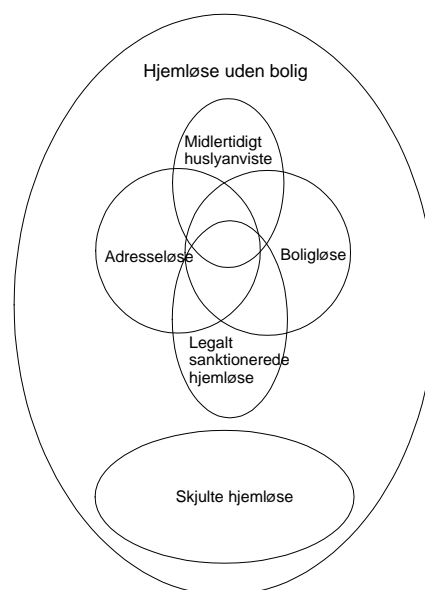 Hjemløse uden bolig
Midlertidigt
huslyanviste
Adresseløse
Boligløse
Legalt
sanktionerede
hjemløse
Skjulte hjemløse